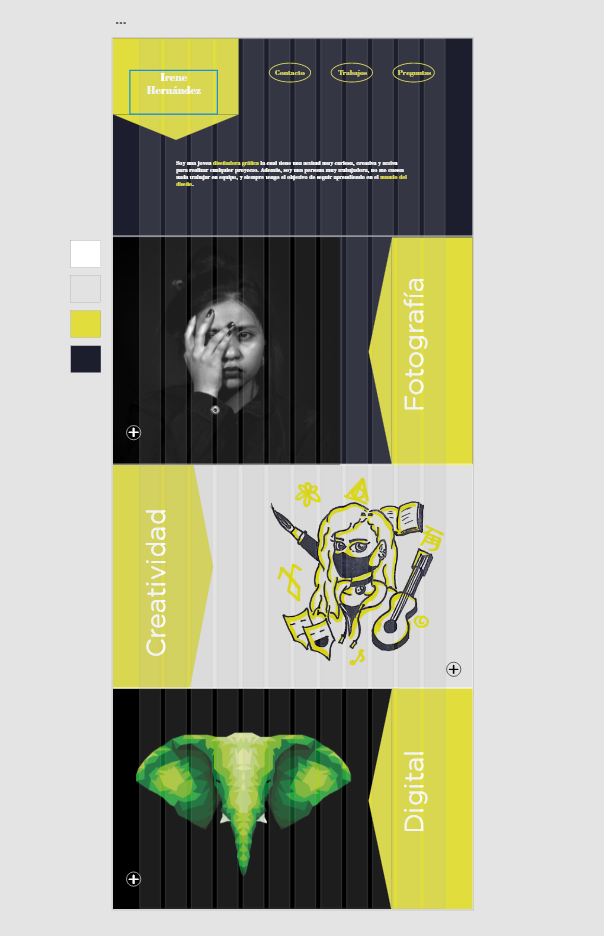 Irene
Hernández
Contacto
Trabajos
Preguntas
Soy una joven diseñadora gráfica la cual tiene una actitud muy curiosa, creativa y activa
para realizar cualquier proyecto. Además, soy una persona muy trabajadora, no me cuesta
nada trabajar en equipo, y siempre tengo el objetivo de seguir aprendiendo en el mundo del
diseño.
Fotografía
Creatividad
Digital